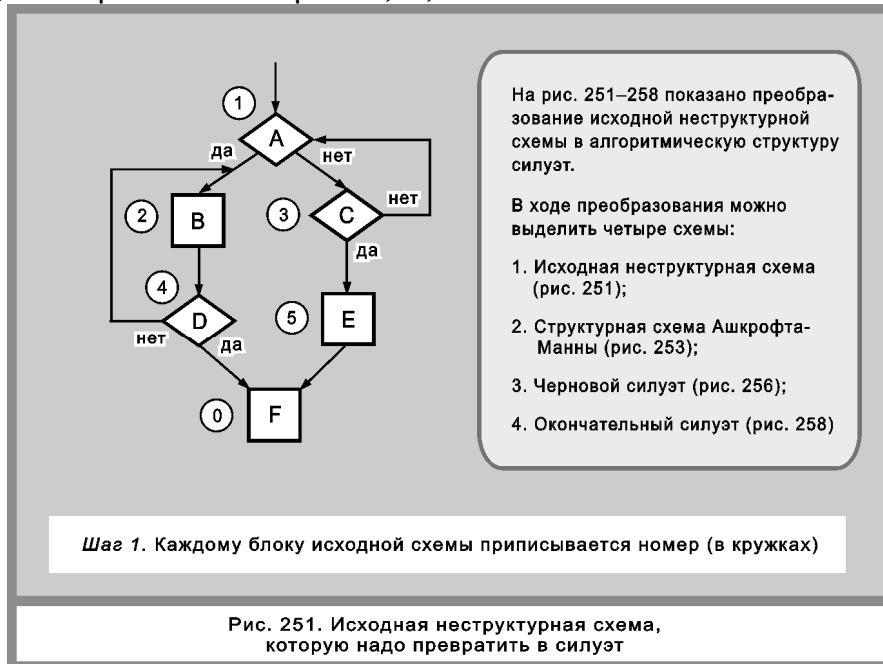 1
A
да
нет
2
B
3
C
нет
да
4
D
5
E
нет
да
0
F
На рис. 251–258 показано преобра-
зование исходной неструктурной
схемы в алгоритмическую структуру
силуэт.
В ходе преобразования можно
выделить четыре схемы:
1. Исходная неструктурная схема
(рис. 251);
2. Структурная схема Ашкрофта-
Манны (рис. 253);
3. Черновой силуэт (рис. 256);
4. Окончательный силуэт (рис. 258)
Шаг 1. Каждому блоку исходной схемы приписывается номер (в кружках)
Рис. 251. Исходная неструктурная схема,
которую надо превратить в силуэт